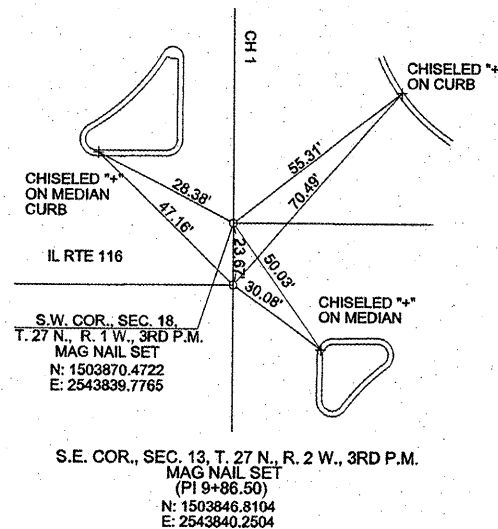 CH 1
CHISELED "+"
ON CURB
CHISELED "+"
ON MEDIAN
CURB
55.31'
70.49'
28.38'
47.16'
23.67'
50.03'
30.08'
IL RTE 116
CHISELED "+"
ON MEDIAN
S.W. COR., SEC. 18,
T. 27 N., R. 1 W., 3RD P.M.
MAG NAIL SET
N: 1503870.4722
E: 2543839.7765
S.E. COR., SEC. 13, T. 27 N., R. 2 W., 3RD P.M.
MAG NAIL SET
(PI 9+86.50)
N: 1503846.8104
E: 2543840.2504